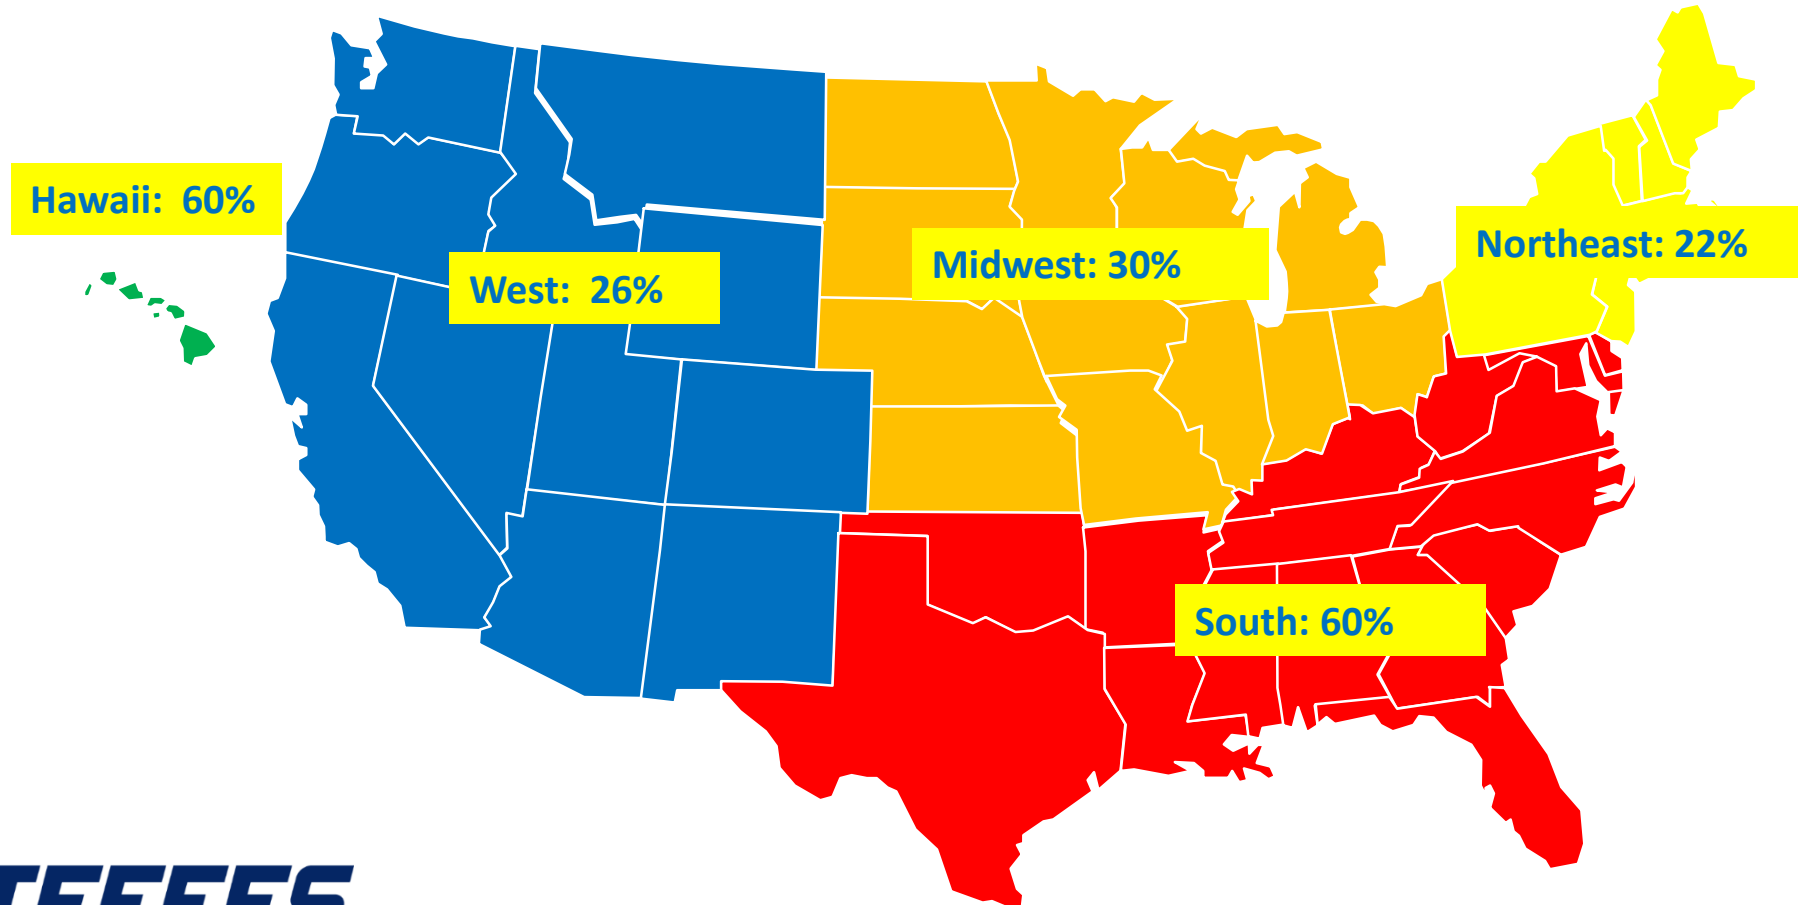 Hawaii: 60%
West: 26%
Midwest: 30%
Northeast: 22%
South: 60%